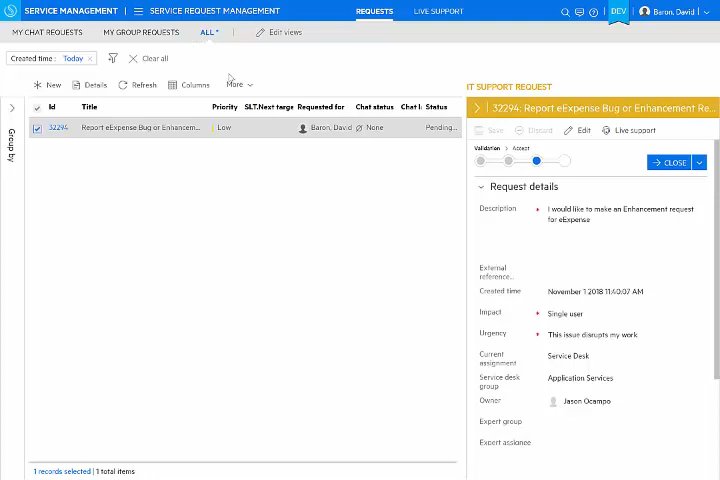 SERVICE MANAGEMENT
SERVICE REQUEST MANAGEMENT
REQUESTS
LIVE SUPPORT
DEV
Baron, David
MY CHAT REQUESTS
MY GROUP REQUESTS
ALL *
Edit views
Created time : Today
Clear all
New
Details
Refresh
Columns
More
Group by
Id Title Priority SLT.Next targe Requested for Chat status Chat l Status
32294 Report eExpense Bug or Enhancem... Low Baron, David None Pending...
1 records selected | 1 total items
IT SUPPORT REQUEST
32294: Report eExpense Bug or Enhancement Re...
Save
Discard
Edit
Live support
Validation > Accept
CLOSE
Request details
Description I would like to make an Enhancement request
for eExpense
External
reference...
Created time November 1 2018 11:40:07 AM
Impact Single user
Urgency This issue disrupts my work
Current
assignment Service Desk
Service desk
group Application Services
Owner Jason Ocampo
Expert group
Expert assignee